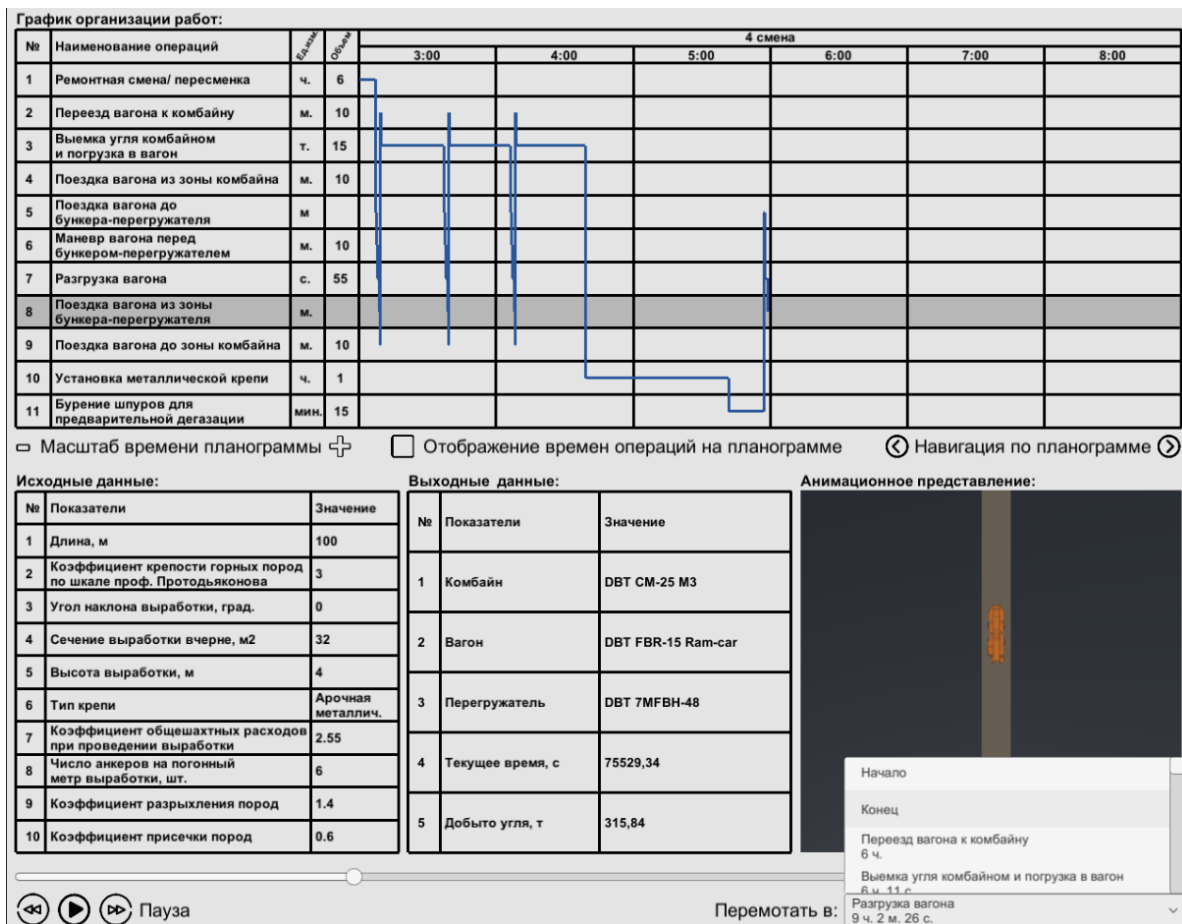 График организации работ:
№ Наименование операций Ед.изм. Объем 4 смена
3:00 4:00 5:00 6:00 7:00 8:00
1 Ремонтная смена/ пересменка ч. 6
2 Переезд вагона к комбайну м. 10
3 Выемка угля комбайном
и погрузка в вагон т. 15
4 Поездка вагона из зоны комбайна м. 10
5 Поездка вагона до
бункера-перегружателя м
6 Маневр вагона перед
бункером-перегружателем м. 10
7 Разгрузка вагона с. 55
8 Поездка вагона из зоны
бункера-перегружателя м.
9 Поездка вагона до зоны комбайна м. 10
10 Установка металлической крепи ч. 1
11 Бурение шпуров для
предварительной дегазации мин. 15
Масштаб времени планограммы
Отображение времен операций на планограмме
Навигация по планограмме
Исходные данные:
№ Показатели Значение
1 Длина, м 100
2 Коэффициент крепости горных пород
по шкале проф. Протодьяконова 3
3 Угол наклона выработки, град. 0
4 Сечение выработки вчерне, м2 32
5 Высота выработки, м 4
6 Тип крепи Арочная
металлич.
7 Коэффициент общешахтных расходов
при проведении выработки 2.55
8 Число анкеров на погонный
метр выработки, шт. 6
9 Коэффициент разрыхления пород 1.4
10 Коэффициент присечки пород 0.6
Выходные данные:
№ Показатели Значение
1 Комбайн DBT CM-25 M3
2 Вагон DBT FBR-15 Ram-car
3 Перегружатель DBT 7MFBH-48
4 Текущее время, с 75529,34
5 Добыто угля, т 315,84
Анимационное представление:
Начало
Конец
Переезд вагона к комбайну
6 ч.
Выемка угля комбайном и погрузка в вагон
6 ч. 11 с.
Пауза
Перемотать в:
Разгрузка вагона
9 ч. 2 м. 26 с.